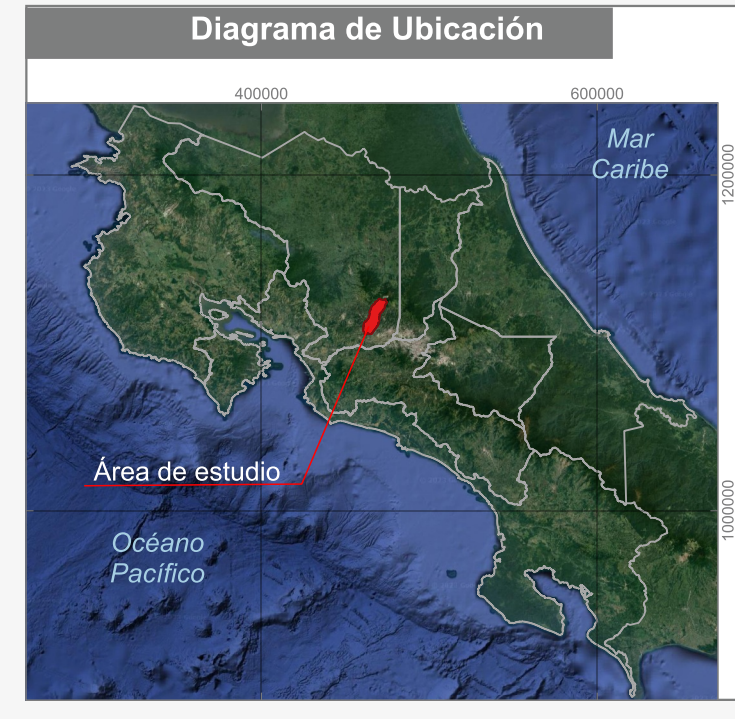 Diagrama de Ubicación
400000
600000
Mar
Caribe
1200000
Área de estudio
1000000
Océano
Pacífico